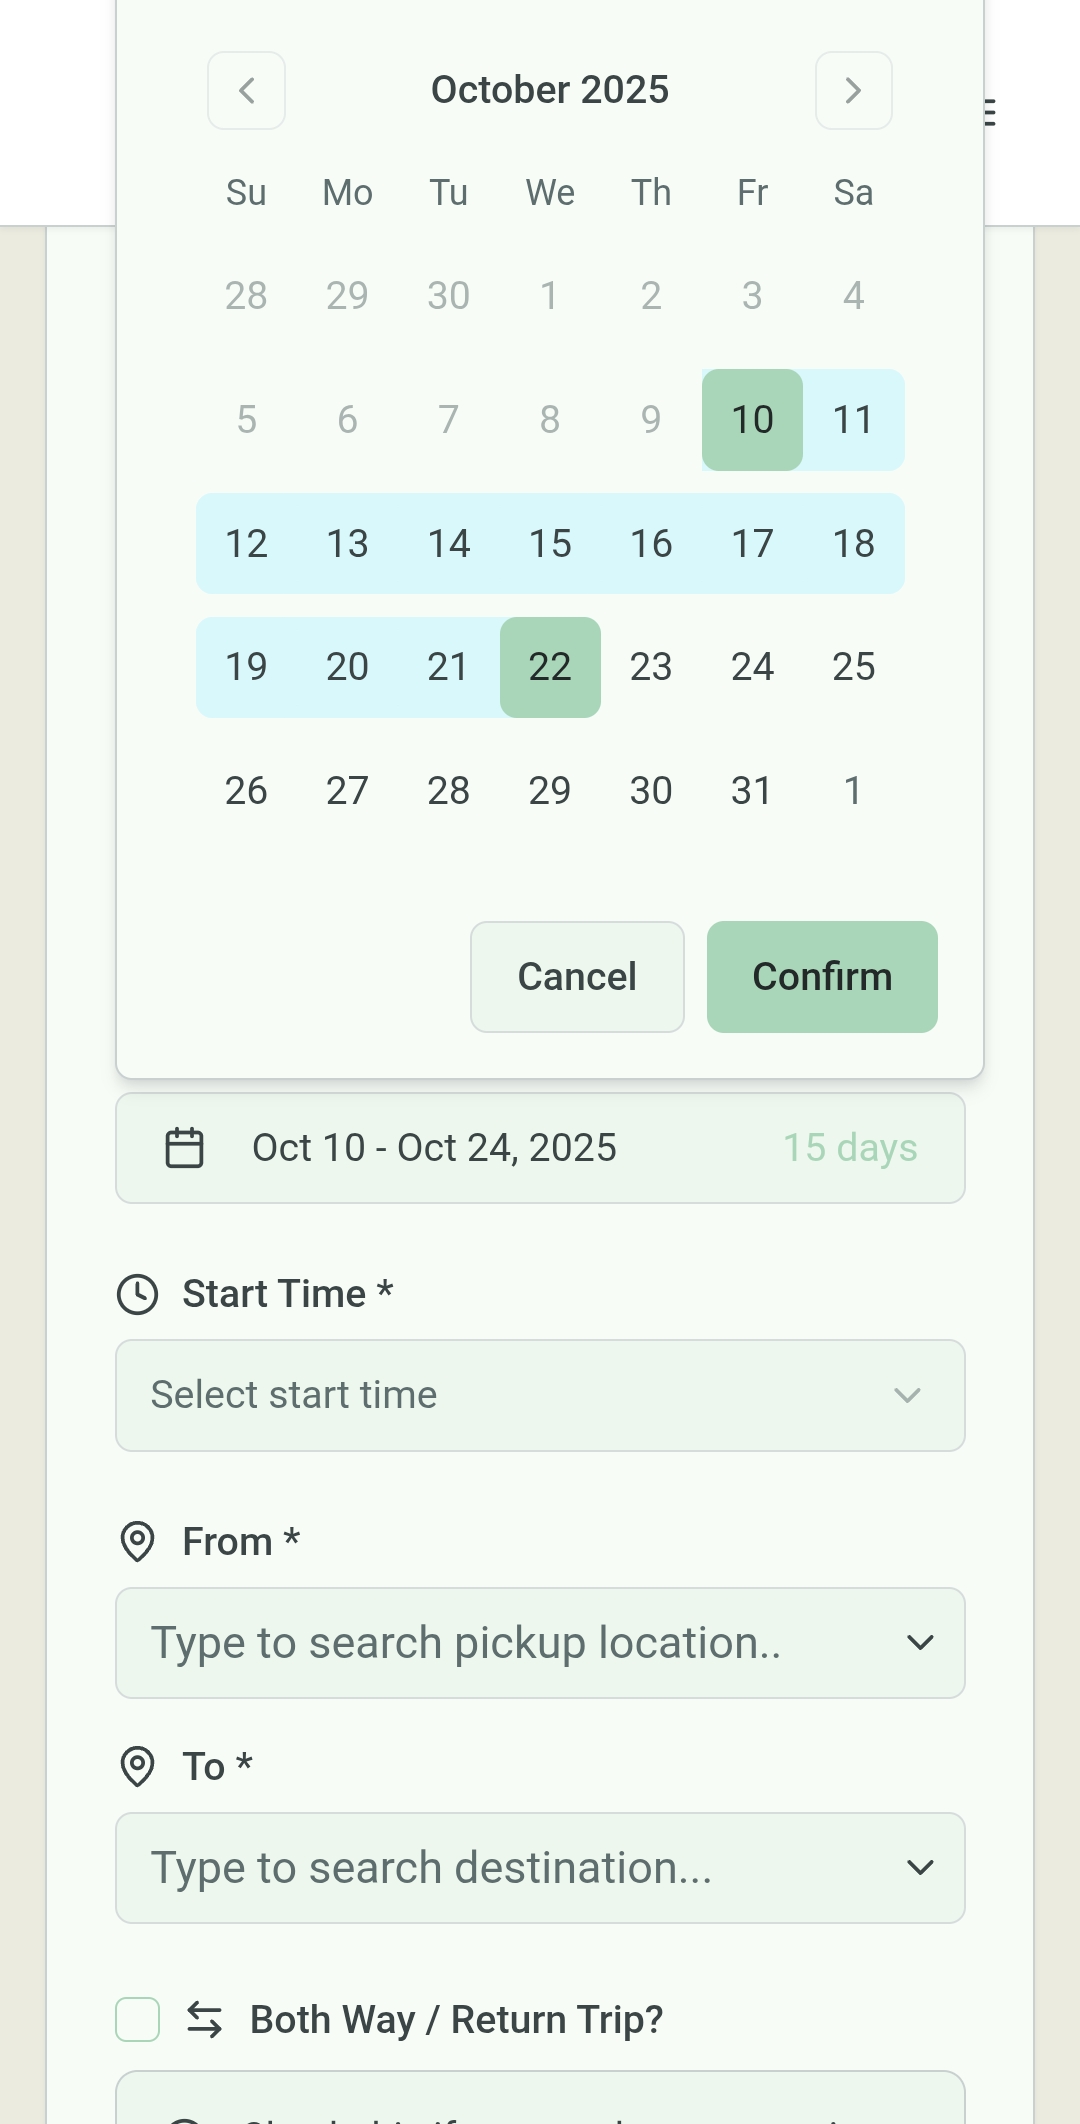 October 2025
Su Mo Tu We Th Fr Sa
28 29 30 1 2 3 4
5 6 7 8 9 10 11
12 13 14 15 16 17 18
19 20 21 22 23 24 25
26 27 28 29 30 31 1
Cancel Confirm
Oct 10 - Oct 24, 2025 15 days
Start Time *
Select start time
From *
Type to search pickup location..
To *
Type to search destination...
Both Way / Return Trip?